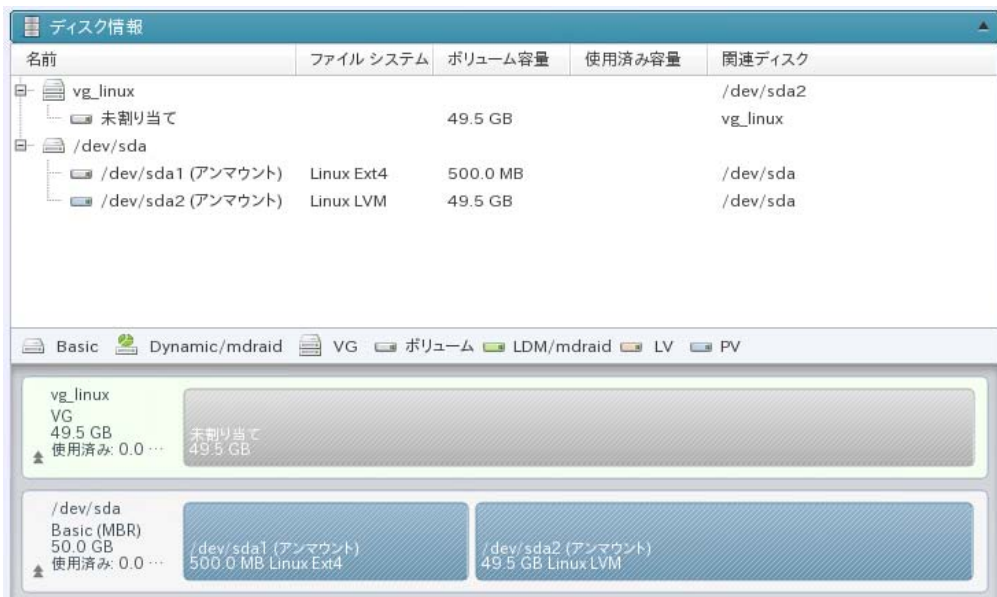 ディスク情報
名前 ファイル システム ボリューム容量 使用済み容量 関連ディスク
vg_linux /dev/sda2
未割り当て 49.5 GB vg_linux
/dev/sda
/dev/sda1 (アンマウント) Linux Ext4 500.0 MB /dev/sda
/dev/sda2 (アンマウント) Linux LVM 49.5 GB /dev/sda
Basic Dynamic/mdraid VG ボリューム LDM/mdraid LV PV
vg_linux
VG
49.5 GB
使用済み: 0.0 ...
未割り当て
49.5 GB
/dev/sda
Basic (MBR)
50.0 GB
使用済み: 0.0 ...
/dev/sda1 (アンマウント)
500.0 MB Linux Ext4
/dev/sda2 (アンマウント)
49.5 GB Linux LVM